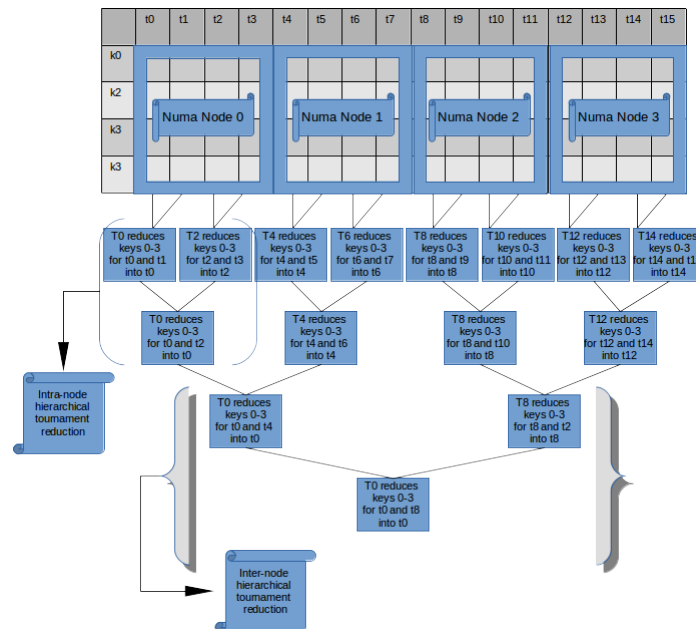 t0 t1 t2 t3 t4 t5 t6 t7 t8 t9 t10 t11 t12 t13 t14 t15
k0
k2
k3
k3
Numa Node 0
Numa Node 1
Numa Node 2
Numa Node 3
T0 reduces
keys 0-3
for t0 and t1
into t0
T2 reduces
keys 0-3
for t2 and t3
into t2
T4 reduces
keys 0-3
for t4 and t5
into t4
T6 reduces
keys 0-3
for t6 and t7
into t6
T8 reduces
keys 0-3
for t8 and t9
into t8
T10 reduces
keys 0-3
for t10 and t11
into t10
T12 reduces
keys 0-3
for t12 and t13
into t12
T14 reduces
keys 0-3
for t14 and t1
into t14
T0 reduces
keys 0-3
for t0 and t2
into t0
T4 reduces
keys 0-3
for t4 and t6
into t4
T8 reduces
keys 0-3
for t8 and t10
into t8
T12 reduces
keys 0-3
for t12 and t14
into t12
Intra-node
hierarchical
tournament
reduction
T0 reduces
keys 0-3
for t0 and t4
into t0
T8 reduces
keys 0-3
for t8 and t2
into t8
T0 reduces
keys 0-3
for t0 and t8
into t0
Inter-node
hierarchical
tournament
reduction